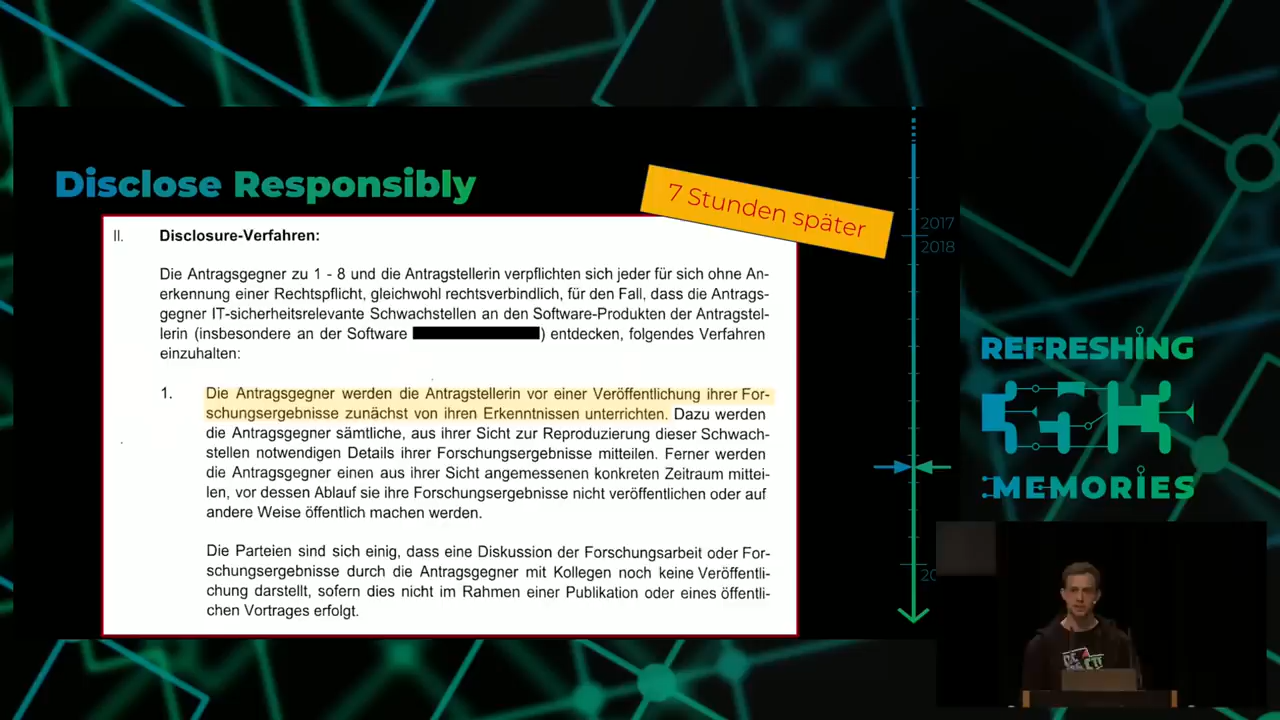 Disclose Responsibly
7 Stunden später
II. Disclosure-Verfahren:
Die Antragsgegner zu 1 - 8 und die Antragstellerin verpflichten sich jeder für sich ohne An-
erkennung einer Rechtspflicht, gleichwohl rechtsverbindlich, für den Fall, dass die Antrags-
gegner IT-sicherheitsrelevante Schwachstellen an den Software-Produkten der Antragstel-
lerin (insbesondere an der Software ) entdecken, folgendes Verfahren
einzuhalten:
1. Die Antragsgegner werden die Antragstellerin vor einer Veröffentlichung ihrer For-
schungsergebnisse zunächst von ihren Erkenntnissen unterrichten. Dazu werden
die Antragsgegner sämtliche, aus ihrer Sicht zur Reproduzierung dieser Schwach-
stellen notwendigen Details ihrer Forschungsergebnisse mitteilen. Ferner werden
die Antragsgegner einen aus ihrer Sicht angemessenen konkreten Zeitraum mittei-
len, vor dessen Ablauf sie ihre Forschungsergebnisse nicht veröffentlichen oder auf
andere Weise öffentlich machen werden.
Die Parteien sind sich einig, dass eine Diskussion der Forschungsarbeit oder For-
schungsergebnisse durch die Antragsgegner mit Kollegen noch keine Veröffentli-
chung darstellt, sofern dies nicht im Rahmen einer Publikation oder eines öffentli-
chen Vortrages erfolgt.
2017
2018
20
REFRESHING
MEMORIES